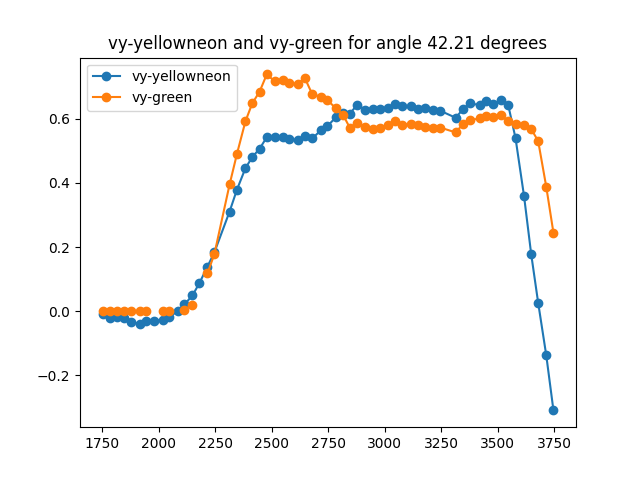 vy-yellowneon and vy-green for angle 42.21 degrees
vy-yellowneon
vy-green
0.6
0.4
0.2
0.0
−0.2
1750 2000 2250 2500 2750 3000 3250 3500 3750